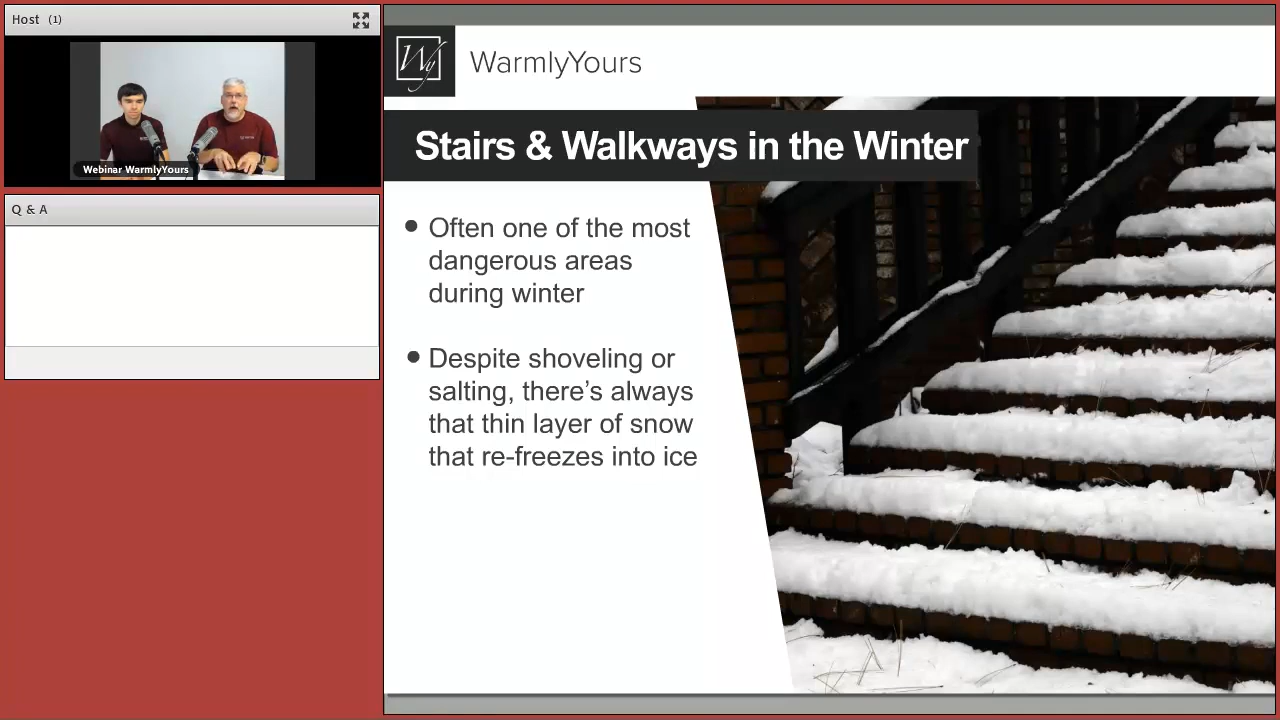 Host (1)
Webinar WarmlyYours
Q & A
Wy
WarmlyYours
Stairs & Walkways in the Winter
• Often one of the most
dangerous areas
during winter
• Despite shoveling or
salting, there’s always
that thin layer of snow
that re-freezes into ice